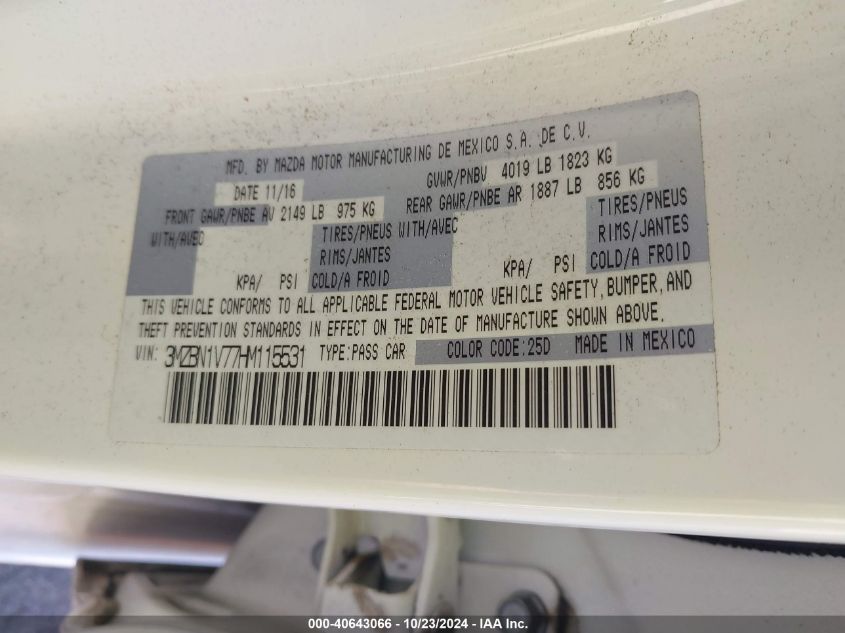 MFD. BY MAZDA MOTOR MANUFACTURING DE MEXICO S.A. DE C.V.
DATE 11/16 GVWR/PNBV 4019 LB 1823 KG
FRONT GAWR/PNBE AV 2149 LB 975 KG REAR GAWR/PNBE AR 1887 LB 856 KG
WITH/AVEC TIRES/PNEUS WITH/AVEC TIRES/PNEUS
RIMS/JANTES RIMS/JANTES
KPA/ PSI COLD/A FROID KPA/ PSI COLD/A FROID
THIS VEHICLE CONFORMS TO ALL APPLICABLE FEDERAL MOTOR VEHICLE SAFETY, BUMPER, AND
THEFT PREVENTION STANDARDS IN EFFECT ON THE DATE OF MANUFACTURE SHOWN ABOVE.
VIN: 3MZBN1V77HM115531 TYPE:PASS CAR COLOR CODE:25D MADE IN MEXICO
000-40643066 - 10/23/2024 - IAA Inc.